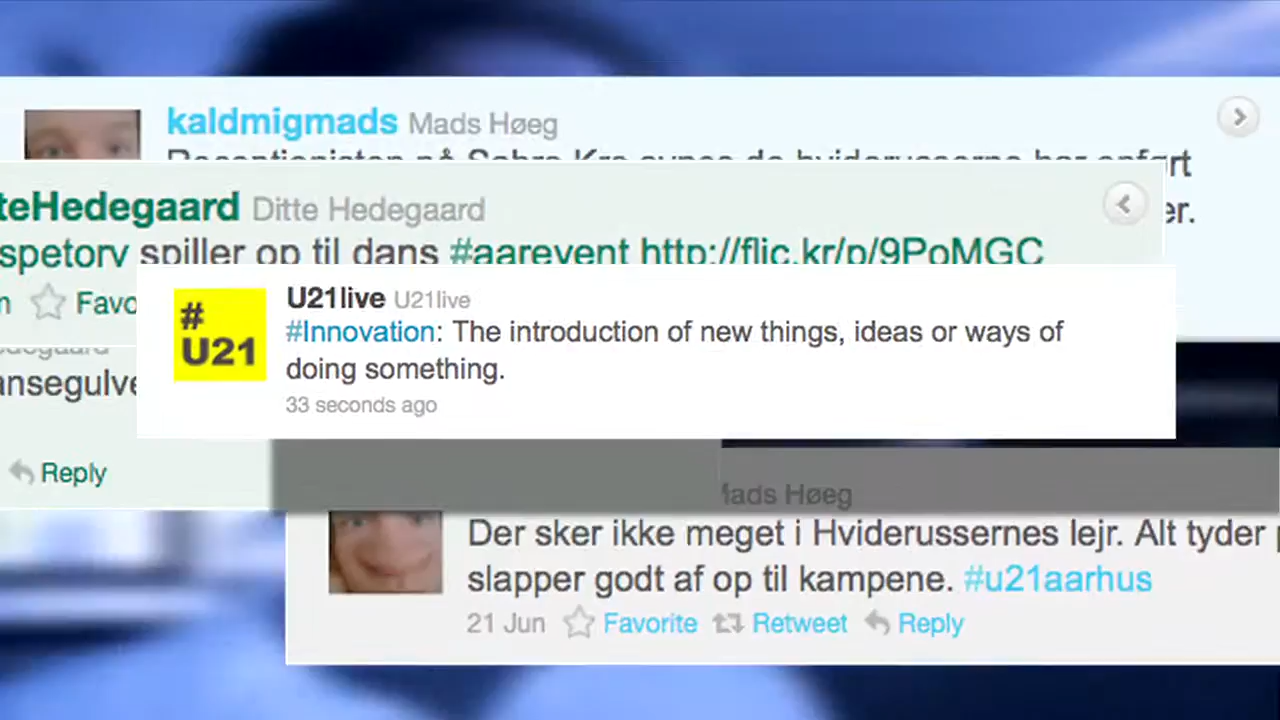 kaldmigmads Mads Høeg
på
er.
teHedegaard Ditte Hedegaard
spetorv spiller op til dans #aarevent http://flic.kr/p/9PoMGC
Favo
# U21
U21live U21live
#Innovation: The introduction of new things, ideas or ways of
doing something.
33 seconds ago
Reply
Mads Høeg
Der sker ikke meget i Hviderussernes lejr. Alt tyder
slapper godt af op til kampene. #u21aarhus
21 Jun Favorite Retweet Reply